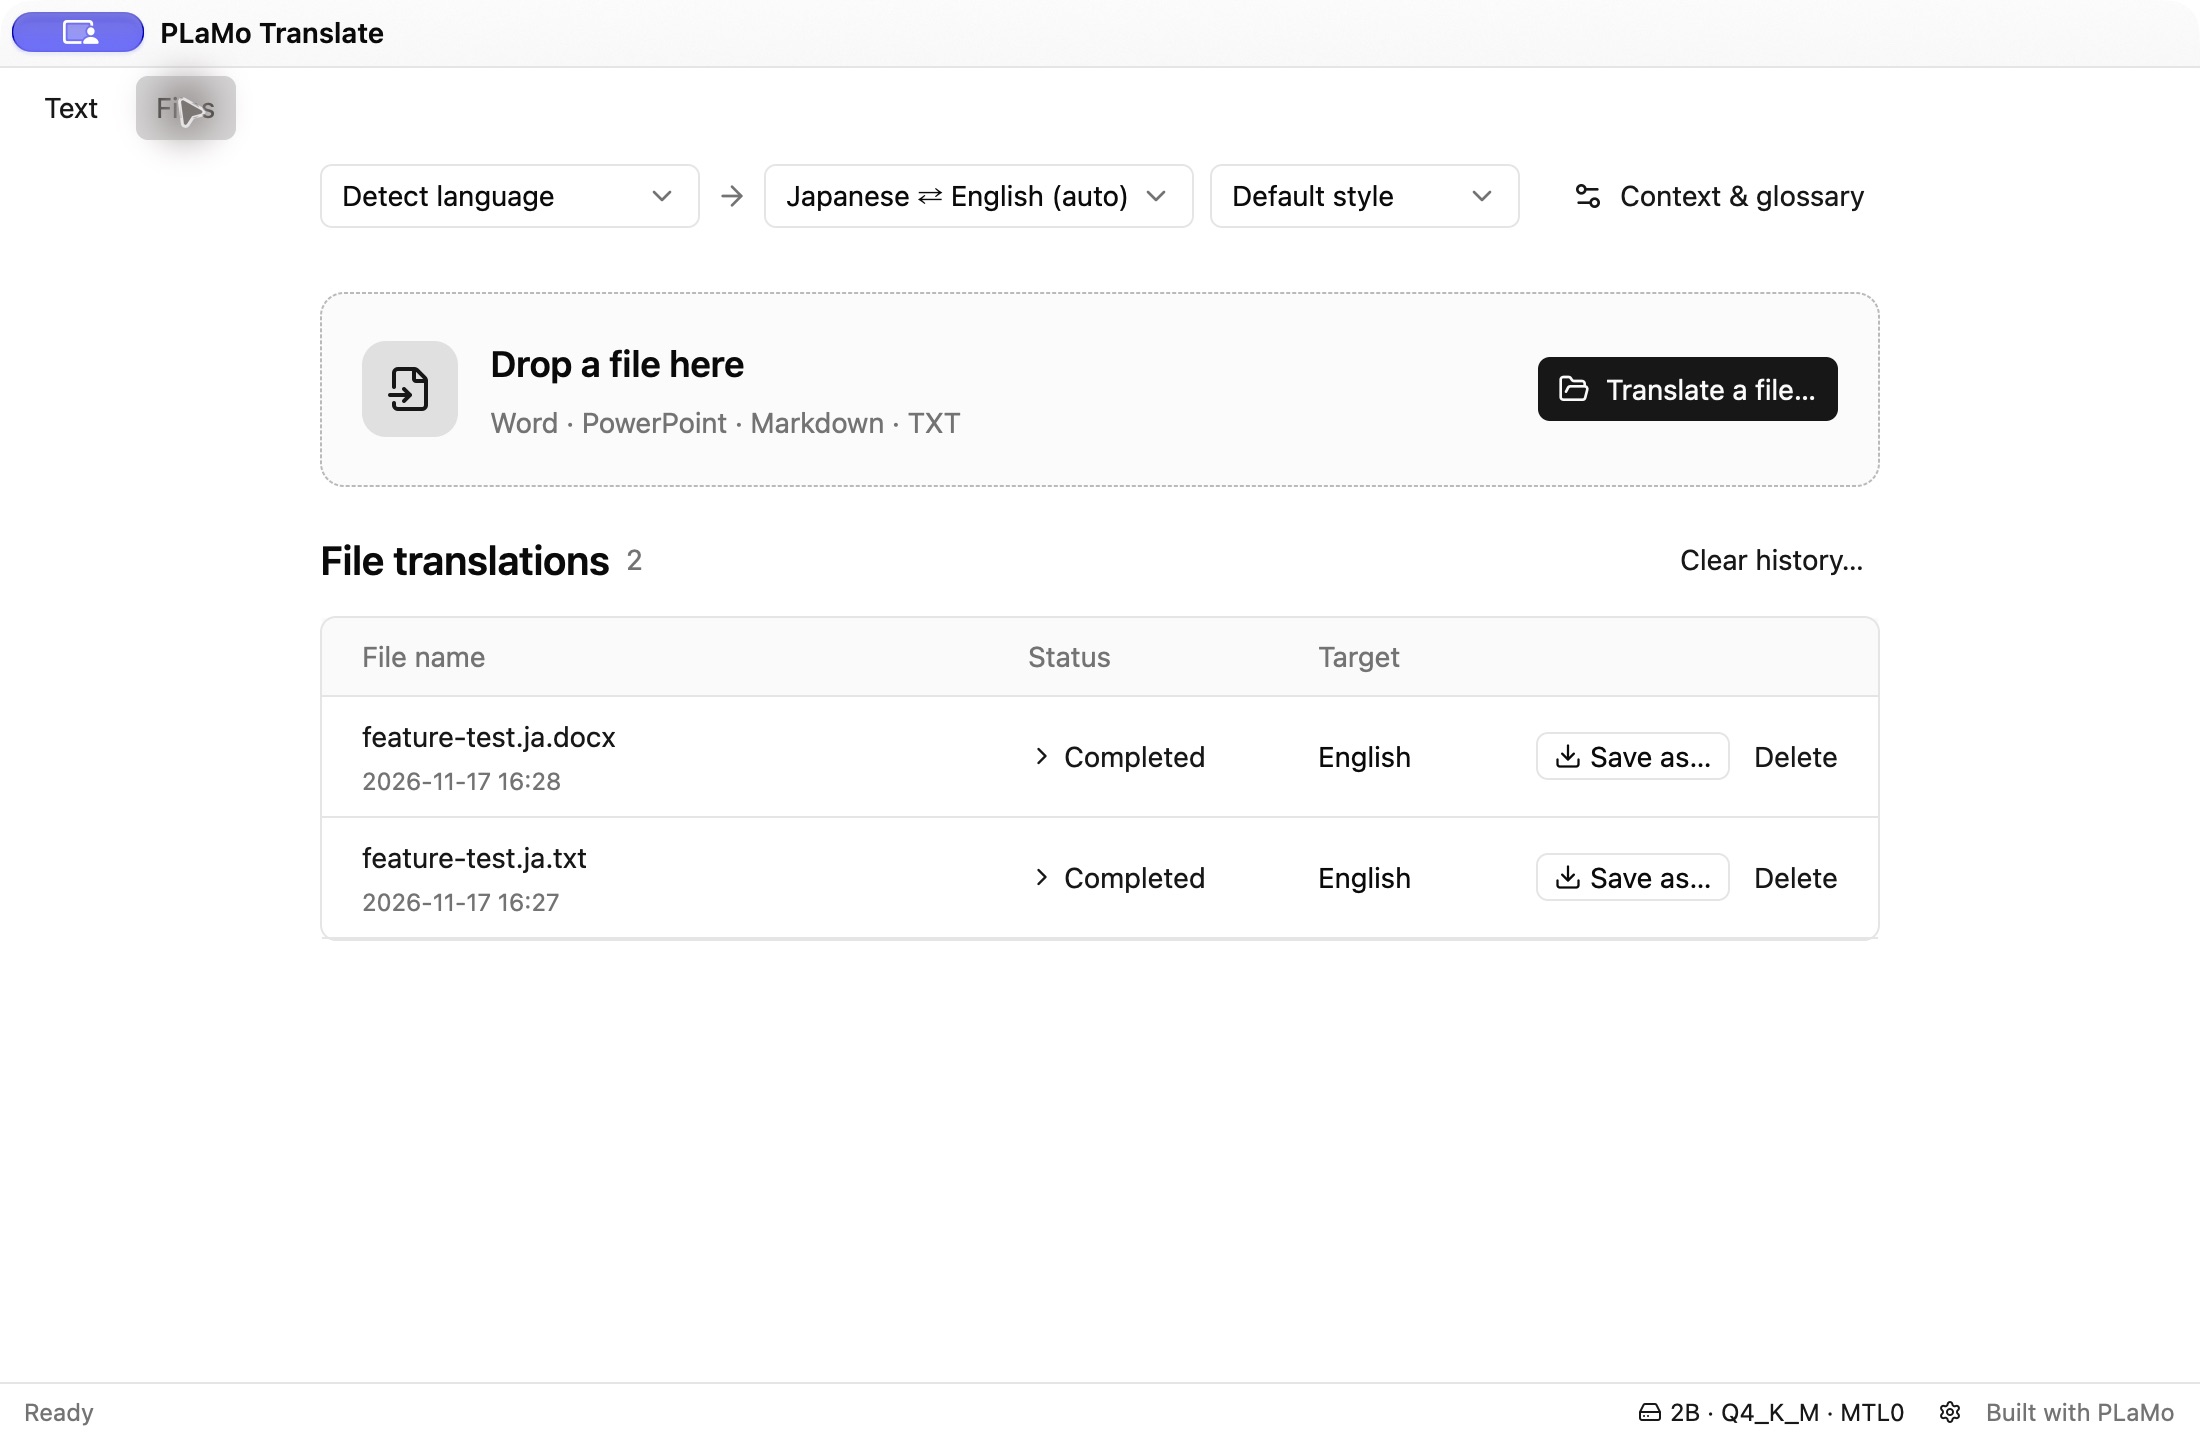 PLaMo Translate
Text
Files
Detect language → Japanese ⇄ English (auto) Default style Context & glossary
Drop a file here
Word · PowerPoint · Markdown · TXT
Translate a file...
File translations 2 Clear history...
File name Status Target
feature-test.ja.docx
2026-11-17 16:28
Completed English Save as... Delete
feature-test.ja.txt
2026-11-17 16:27
Completed English Save as... Delete
Ready 2B · Q4_K_M · MTL0 Built with PLaMo